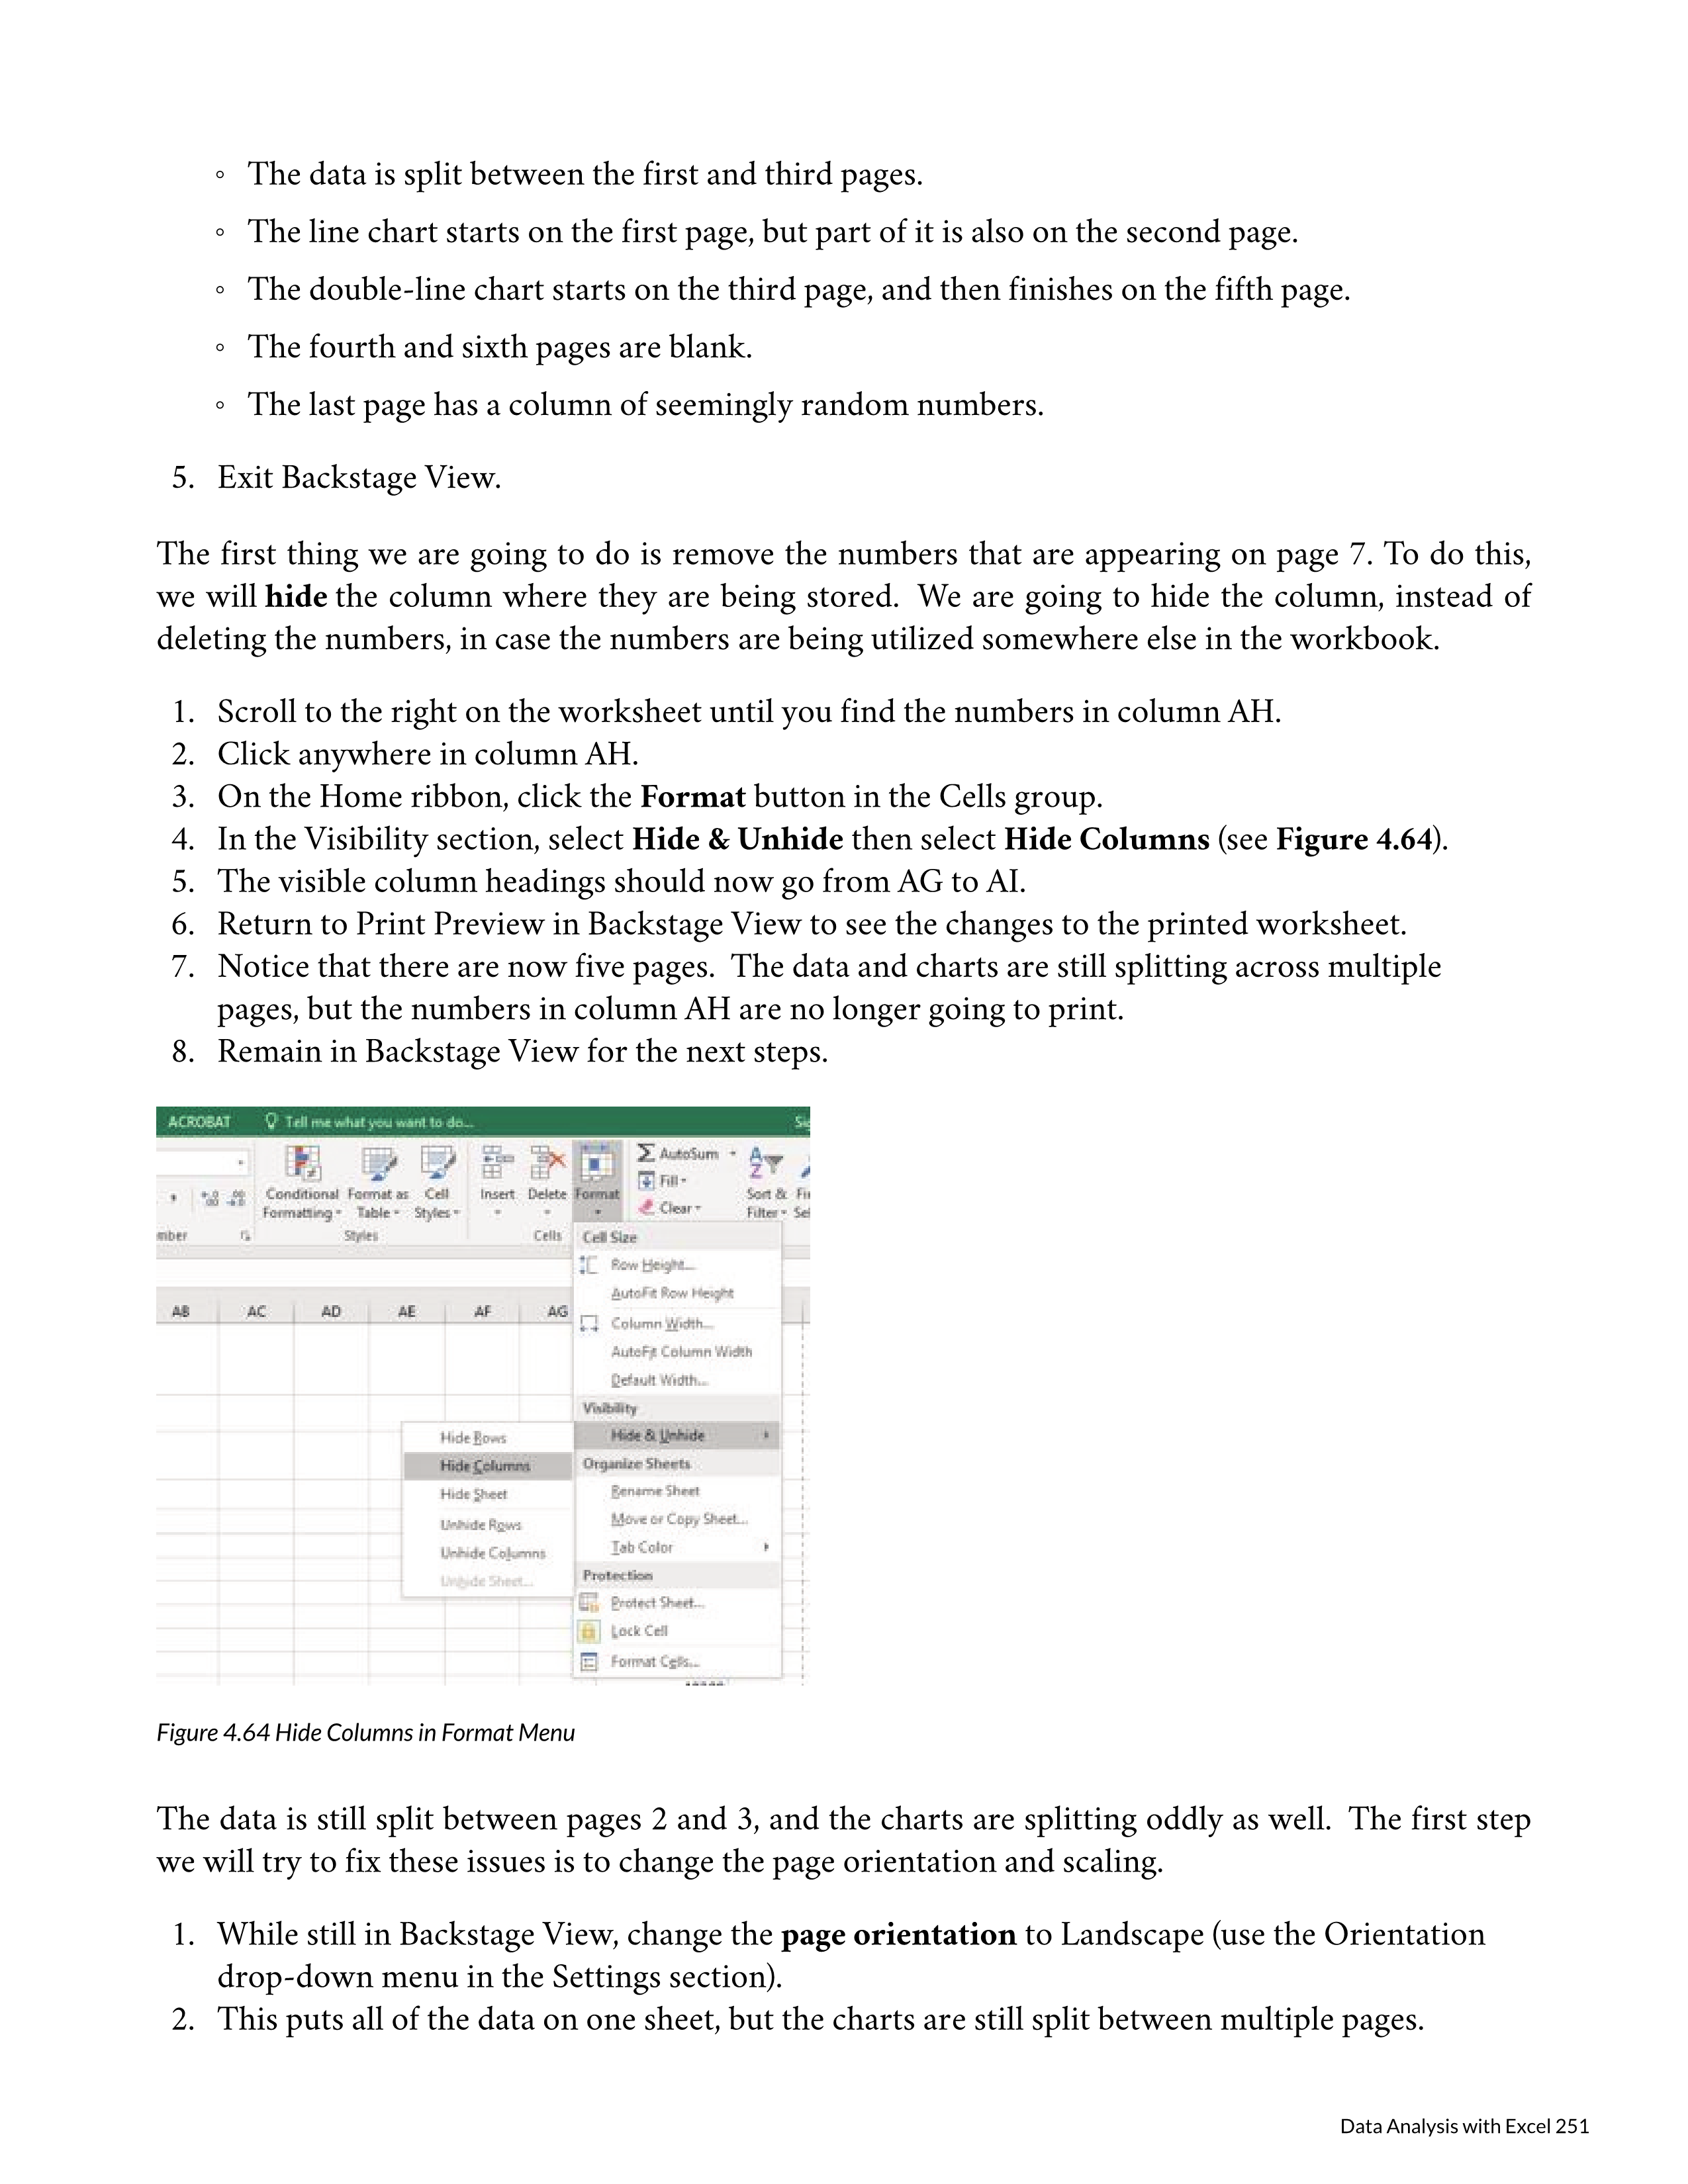 ◦ The data is split between the first and third pages.
◦ The line chart starts on the first page, but part of it is also on the second page.
◦ The double-line chart starts on the third page, and then finishes on the fifth page.
◦ The fourth and sixth pages are blank.
◦ The last page has a column of seemingly random numbers.
5. Exit Backstage View.
The first thing we are going to do is remove the numbers that are appearing on page 7. To do this,
we will hide the column where they are being stored. We are going to hide the column, instead of
deleting the numbers, in case the numbers are being utilized somewhere else in the workbook.
1. Scroll to the right on the worksheet until you find the numbers in column AH.
2. Click anywhere in column AH.
3. On the Home ribbon, click the Format button in the Cells group.
4. In the Visibility section, select Hide & Unhide then select Hide Columns (see Figure 4.64).
5. The visible column headings should now go from AG to AI.
6. Return to Print Preview in Backstage View to see the changes to the printed worksheet.
7. Notice that there are now five pages. The data and charts are still splitting across multiple
pages, but the numbers in column AH are no longer going to print.
8. Remain in Backstage View for the next steps.
ACROBAT Tell me what you want to do...
AutoSum
Fill
Clear
Conditional Format as Cell Insert Delete Format Sort &
Formatting Table Styles Filter
Styles Cells
Cell Size
Row Height...
AutoFit Row Height
AB AC AD AE AF AG
Column Width...
AutoFit Column Width
Default Width...
Visibility
Hide Rows Hide & Unhide
Hide Columns Organize Sheets
Hide Sheet Rename Sheet
Unhide Rows Move or Copy Sheet...
Unhide Columns Tab Color
Unhide Sheet... Protection
Protect Sheet...
Lock Cell
Format Cells...
Figure 4.64 Hide Columns in Format Menu
The data is still split between pages 2 and 3, and the charts are splitting oddly as well. The first step
we will try to fix these issues is to change the page orientation and scaling.
1. While still in Backstage View, change the page orientation to Landscape (use the Orientation
drop-down menu in the Settings section).
2. This puts all of the data on one sheet, but the charts are still split between multiple pages.
Data Analysis with Excel 251